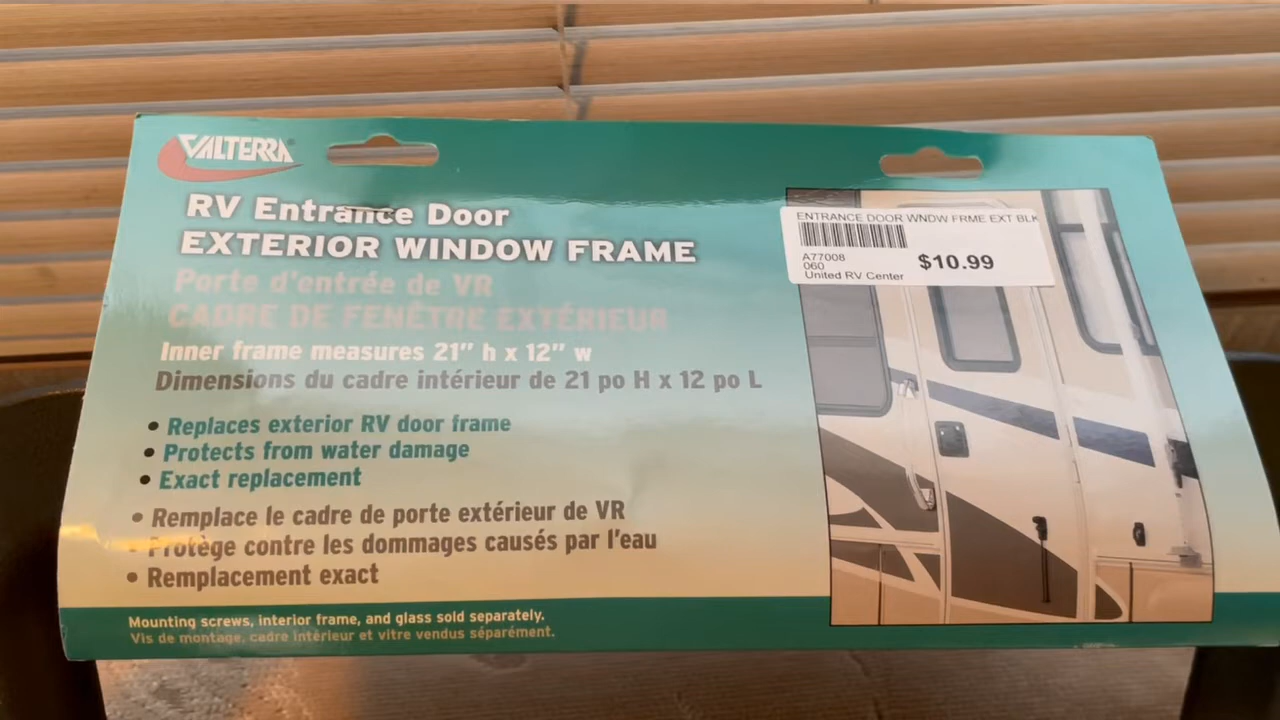 VALTERRA
RV Entrance Door
EXTERIOR WINDOW FRAME
Porte d'entrée de VR
CADRE DE FENÊTRE EXTÉRIEUR
Inner frame measures 21" h x 12" w
Dimensions du cadre intérieur de 21 po H x 12 po L
• Replaces exterior RV door frame
• Protects from water damage
• Exact replacement
• Remplace le cadre de porte extérieur de VR
• Protège contre les dommages causés par l'eau
• Remplacement exact
Mounting screws, interior frame, and glass sold separately.
Vis de montage, cadre intérieur et vitre vendus séparément.
ENTRANCE DOOR WNDW FRME EXT BLK
A77008
060
$10.99
United RV Center